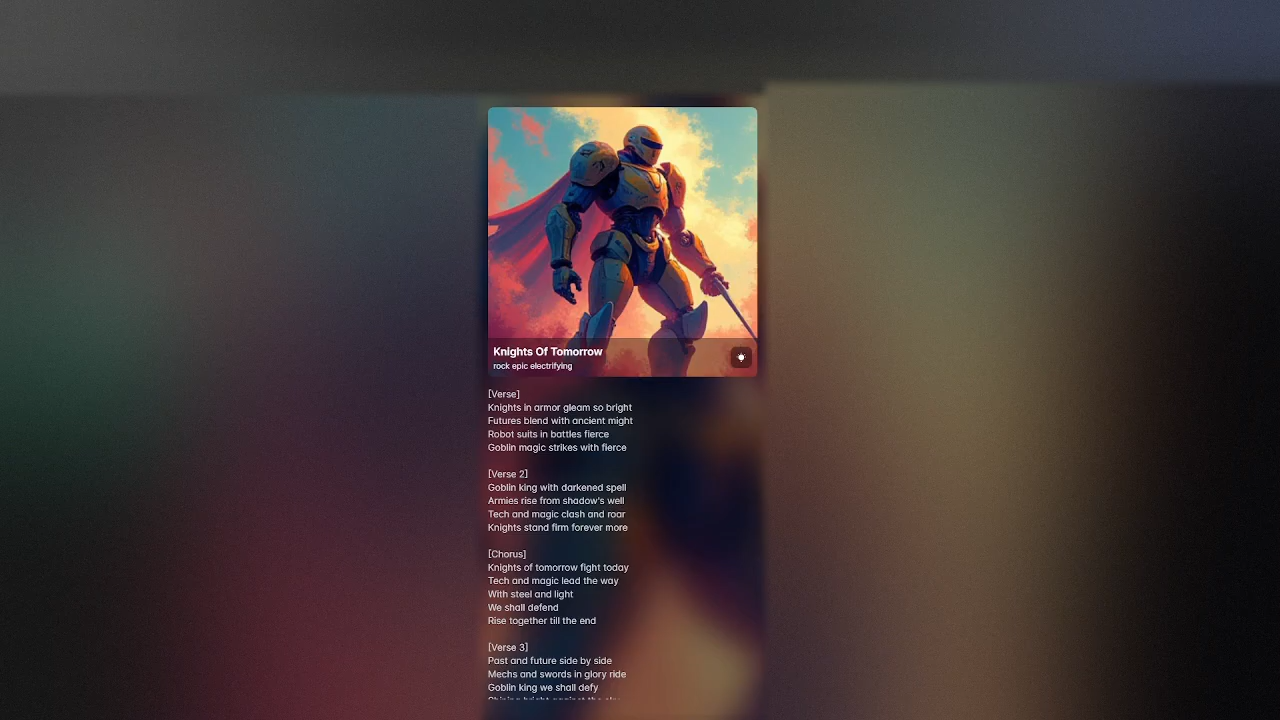 Knights Of Tomorrow
rock epic electrifying
[Verse]
Knights in armor gleam so bright
Futures blend with ancient might
Robot suits in battles fierce
Goblin magic strikes with fierce
[Verse 2]
Goblin king with darkened spell
Armies rise from shadow's well
Tech and magic clash and roar
Knights stand firm forever more
[Chorus]
Knights of tomorrow fight today
Tech and magic lead the way
With steel and light
We shall defend
Rise together till the end
[Verse 3]
Past and future side by side
Mechs and swords in glory ride
Goblin king we shall defy